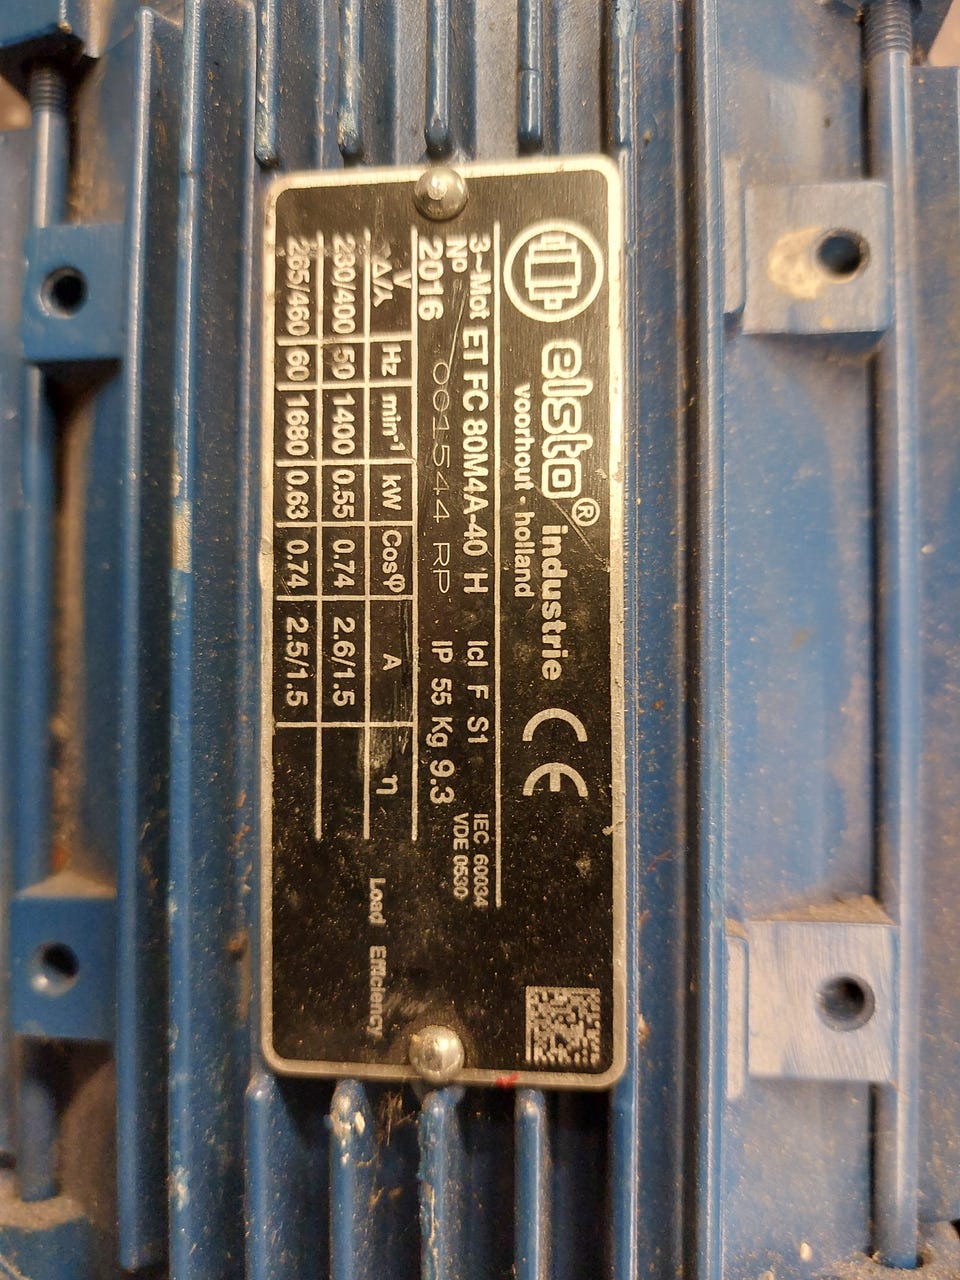 elsto® industrie CE
voorhout - holland
3~Mot ET FC 80M4A-40 H Icl F S1 IEC 60034
Nº 001544 RP IP 55 Kg 9.3 VDE 0530
2016
V Δ/Y Hz min-1 kW Cosφ A η Load Efficiency
230/400 50 1400 0.55 0.74 2.6/1.5
265/460 60 1680 0.63 0.74 2.5/1.5